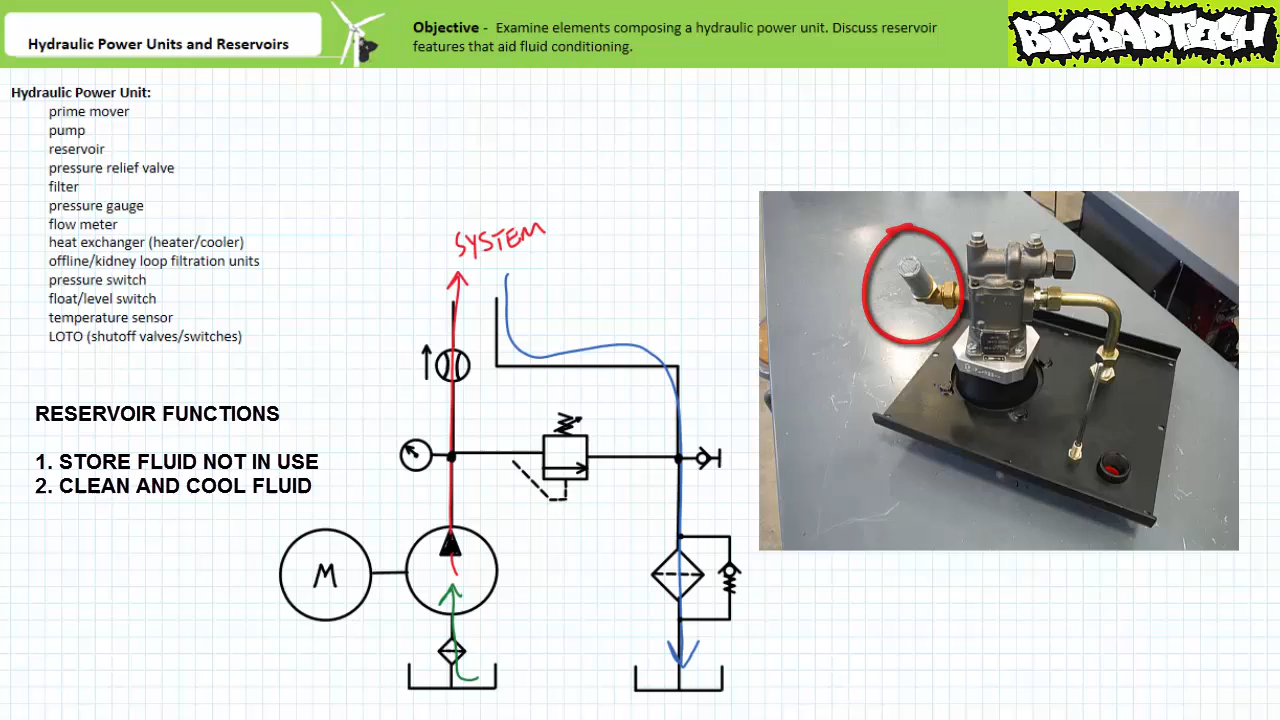 Hydraulic Power Units and Reservoirs
Objective - Examine elements composing a hydraulic power unit. Discuss reservoir
features that aid fluid conditioning.
BIGBADTECH
Hydraulic Power Unit:
prime mover
pump
reservoir
pressure relief valve
filter
pressure gauge
flow meter
heat exchanger (heater/cooler)
offline/kidney loop filtration units
pressure switch
float/level switch
temperature sensor
LOTO (shutoff valves/switches)
RESERVOIR FUNCTIONS
1. STORE FLUID NOT IN USE
2. CLEAN AND COOL FLUID
SYSTEM
M